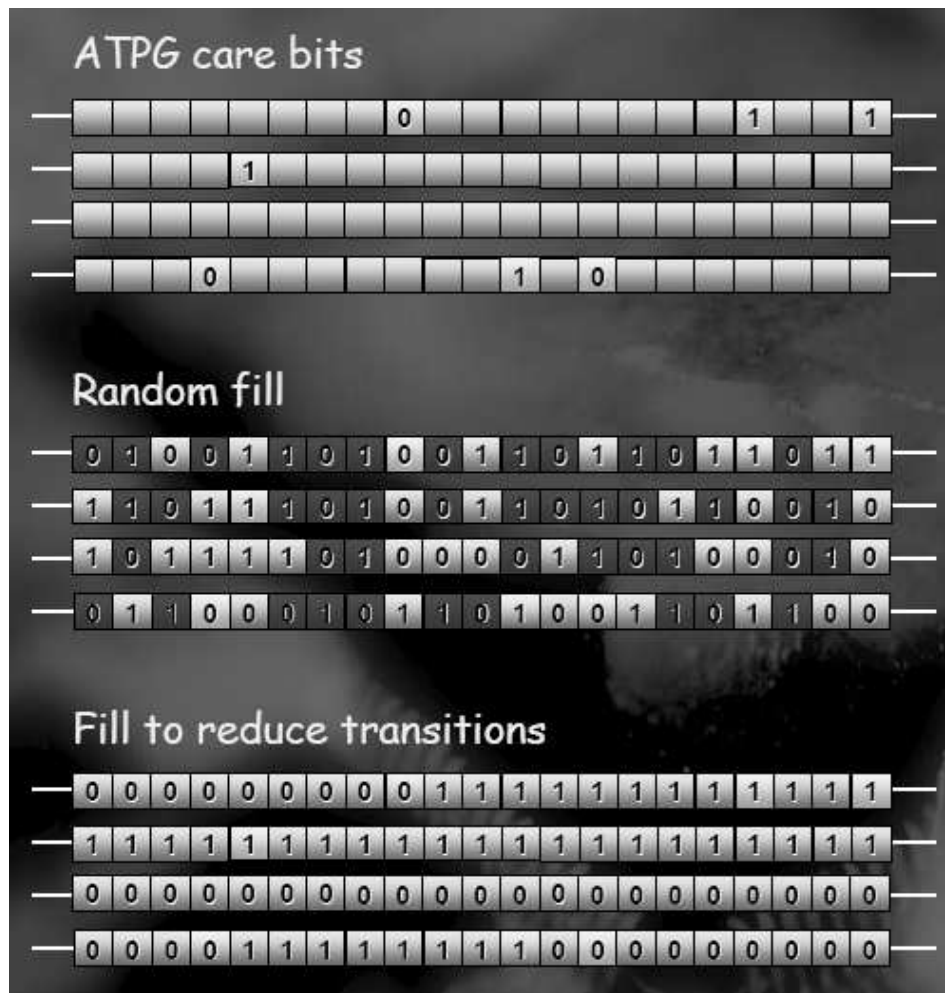 ATPG care bits
0 1 1
1
0 1 0
Random fill
0 1 0 0 1 1 0 1 0 0 1 1 0 1 1 0 1 1 0 1 1
1 1 0 1 1 1 0 1 0 0 1 1 0 1 0 1 1 0 0 1 0
1 0 1 1 1 1 0 1 0 0 0 0 1 1 0 1 0 0 0 1 0
0 1 1 0 0 0 1 0 1 1 0 1 0 0 1 1 0 1 1 0 0
Fill to reduce transitions
0 0 0 0 0 0 0 0 0 1 1 1 1 1 1 1 1 1 1 1 1
1 1 1 1 1 1 1 1 1 1 1 1 1 1 1 1 1 1 1 1 1
0 0 0 0 0 0 0 0 0 0 0 0 0 0 0 0 0 0 0 0 0
0 0 0 0 1 1 1 1 1 1 1 1 0 0 0 0 0 0 0 0 0